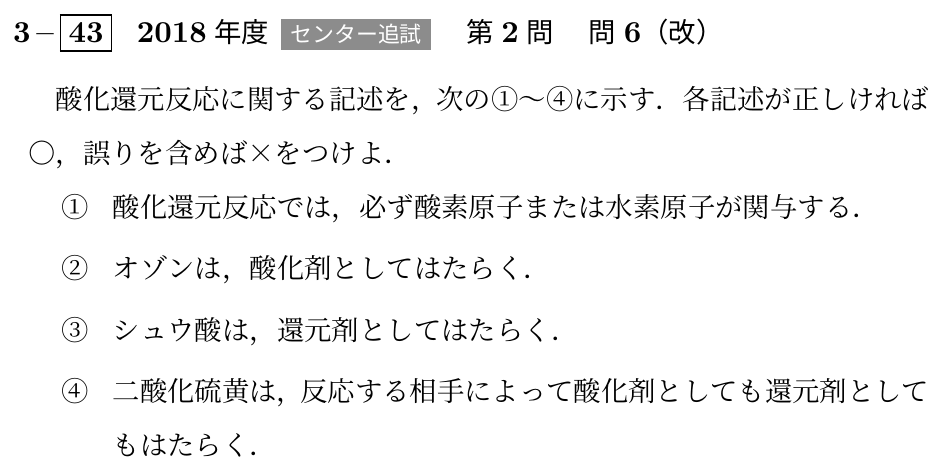 3－43 2018 年度 センター追試 第 2 問 問 6（改）
酸化還元反応に関する記述を，次の①～④に示す．各記述が正しければ
○，誤りを含めば×をつけよ．
① 酸化還元反応では，必ず酸素原子または水素原子が関与する．
② オゾンは，酸化剤としてはたらく．
③ シュウ酸は，還元剤としてはたらく．
④ 二酸化硫黄は，反応する相手によって酸化剤としても還元剤として
もはたらく．